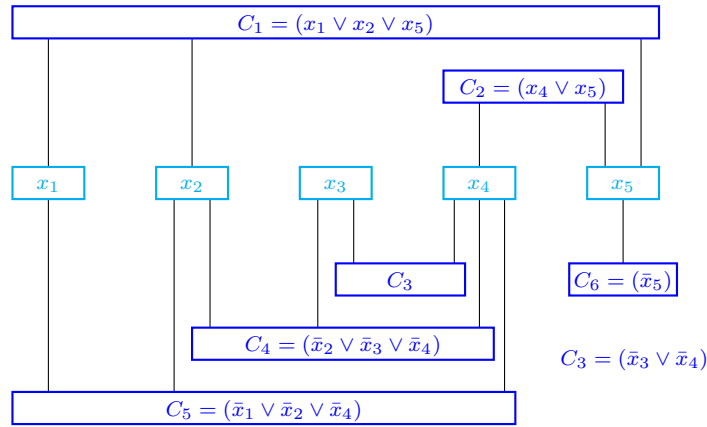 C₁ = (x₁ ∨ x₂ ∨ x₅)
C₂ = (x₄ ∨ x₅)
x₁ x₂ x₃ x₄ x₅
C₃ C₆ = (x̄₅)
C₄ = (x̄₂ ∨ x̄₃ ∨ x̄₄)
C₃ = (x̄₃ ∨ x̄₄)
C₅ = (x̄₁ ∨ x̄₂ ∨ x̄₄)